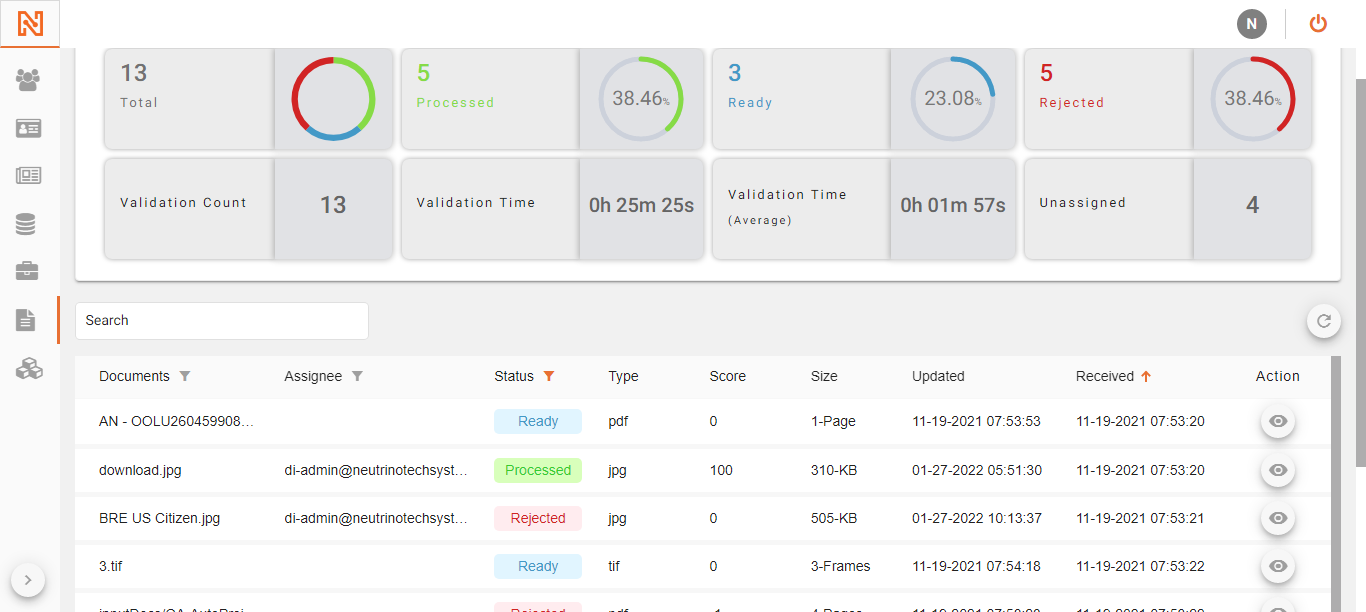 N
13
Total
5
Processed
38.46%
3
Ready
23.08%
5
Rejected
38.46%
Validation Count
13
Validation Time
0h 25m 25s
Validation Time
(Average)
0h 01m 57s
Unassigned
4
Search
Documents Assignee Status Type Score Size Updated Received Action
AN - OOLU260459908... Ready pdf 0 1-Page 11-19-2021 07:53:53 11-19-2021 07:53:20
download.jpg di-admin@neutrinotechsyst... Processed jpg 100 310-KB 01-27-2022 05:51:30 11-19-2021 07:53:20
BRE US Citizen.jpg di-admin@neutrinotechsyst... Rejected jpg 0 505-KB 01-27-2022 10:13:37 11-19-2021 07:53:21
3.tif Ready tif 0 3-Frames 11-19-2021 07:54:18 11-19-2021 07:53:22
Rejected